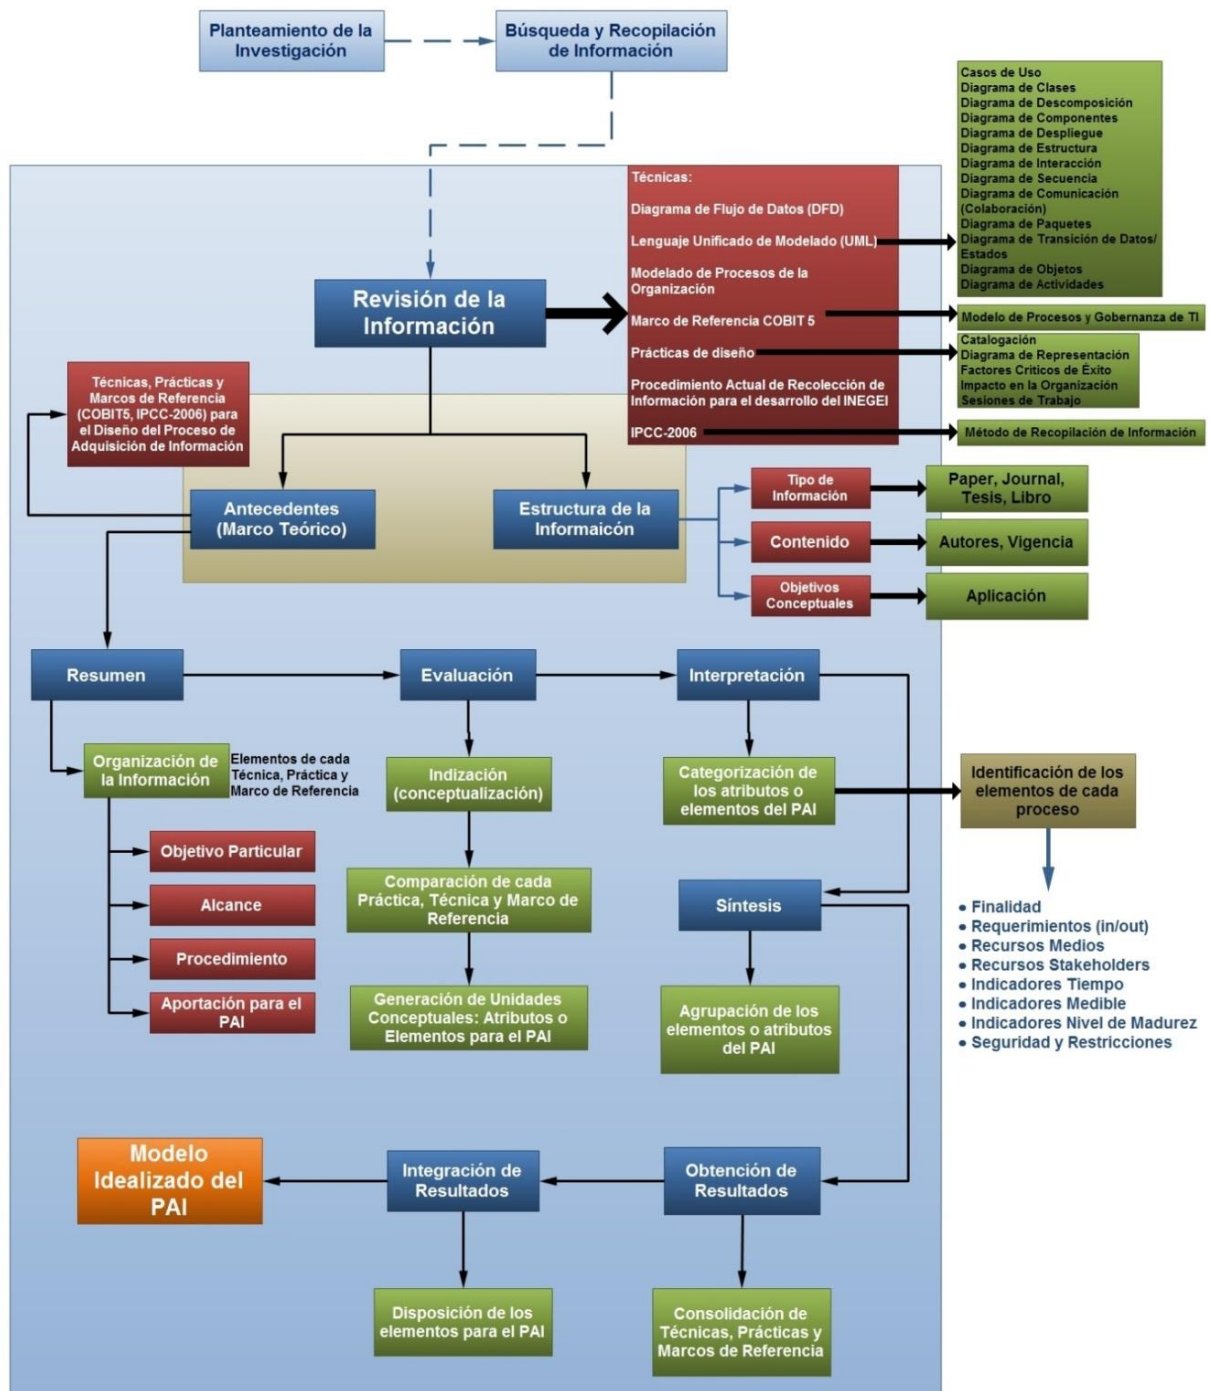 Planteamiento de la
Investigación
Búsqueda y Recopilación
de Información
Casos de Uso
Diagrama de Clases
Diagrama de Descomposición
Diagrama de Componentes
Diagrama de Despliegue
Diagrama de Estructura
Diagrama de Interacción
Diagrama de Secuencia
Diagrama de Comunicación
(Colaboración)
Diagrama de Paquetes
Diagrama de Transición de Datos/
Estados
Diagrama de Objetos
Diagrama de Actividades
Técnicas:
Diagrama de Flujo de Datos (DFD)
Lenguaje Unificado de Modelado (UML)
Modelado de Procesos de la
Organización
Marco de Referencia COBIT 5
Prácticas de diseño
Procedimiento Actual de Recolección de
Información para el desarrollo del INEGEI
IPCC-2006
Revisión de la
Información
Modelo de Procesos y Gobernanza de TI
Catalogación
Diagrama de Representación
Factores Críticos de Éxito
Impacto en la Organización
Sesiones de Trabajo
Método de Recopilación de Información
Técnicas, Prácticas y
Marcos de Referencia
(COBIT5, IPCC-2006) para
el Diseño del Proceso de
Adquisición de Información
Antecedentes
(Marco Teórico)
Estructura de la
Informaicón
Tipo de
Información
Paper, Journal,
Tesis, Libro
Contenido
Autores, Vigencia
Objetivos
Conceptuales
Aplicación
Resumen
Evaluación
Interpretación
Organización de
la Información
Elementos de cada
Técnica, Práctica y
Marco de Referencia
Indización
(conceptualización)
Categorización de
los atributos o
elementos del PAI
Identificación de los
elementos de cada
proceso
Objetivo Particular
Alcance
Procedimiento
Aportación para el
PAI
Comparación de cada
Práctica, Técnica y Marco de
Referencia
Síntesis
Generación de Unidades
Conceptuales: Atributos o
Elementos para el PAI
Agrupación de los
elementos o atributos
del PAI
● Finalidad
● Requerimientos (in/out)
● Recursos Medios
● Recursos Stakeholders
● Indicadores Tiempo
● Indicadores Medible
● Indicadores Nivel de Madurez
● Seguridad y Restricciones
Modelo
Idealizado del
PAI
Integración de
Resultados
Obtención de
Resultados
Disposición de los
elementos para el PAI
Consolidación de
Técnicas, Prácticas y
Marcos de Referencia